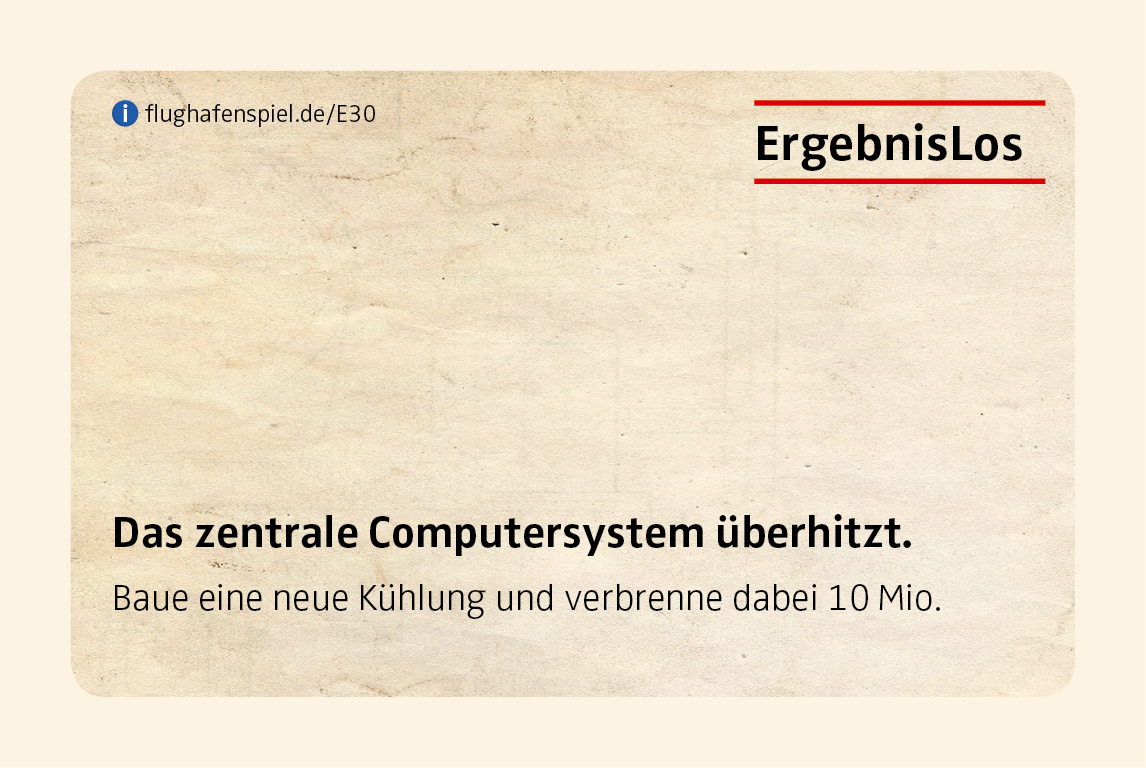 i flughafenspiel.de/E30
ErgebnisLos
Das zentrale Computersystem überhitzt.
Baue eine neue Kühlung und verbrenne dabei 10 Mio.